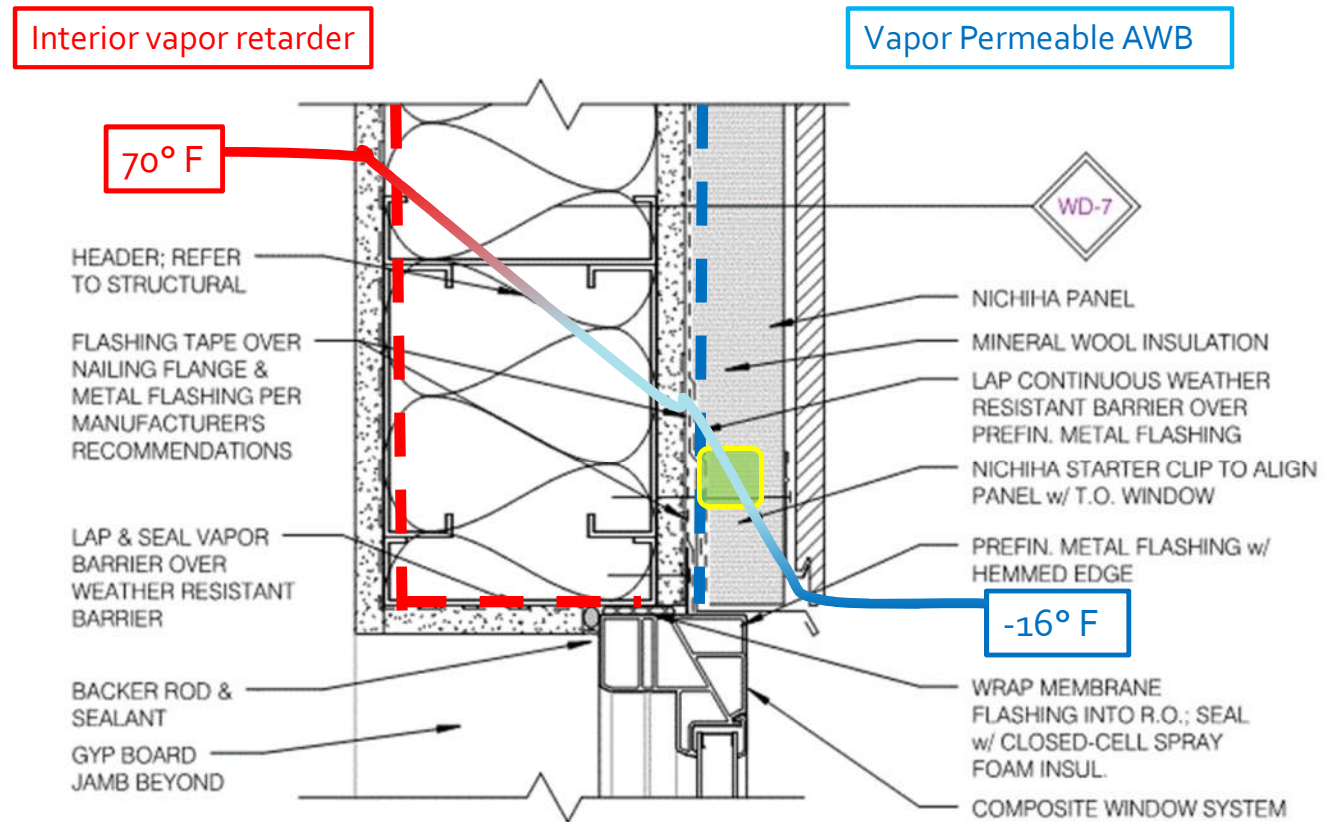 Interior vapor retarder
Vapor Permeable AWB
70° F
WD-7
HEADER; REFER
TO STRUCTURAL
FLASHING TAPE OVER
NAILING FLANGE &
METAL FLASHING PER
MANUFACTURER'S
RECOMMENDATIONS
LAP & SEAL VAPOR
BARRIER OVER
WEATHER RESISTANT
BARRIER
BACKER ROD &
SEALANT
GYP BOARD
JAMB BEYOND
NICHIHA PANEL
MINERAL WOOL INSULATION
LAP CONTINUOUS WEATHER
RESISTANT BARRIER OVER
PREFIN. METAL FLASHING
NICHIHA STARTER CLIP TO ALIGN
PANEL w/ T.O. WINDOW
PREFIN. METAL FLASHING w/
HEMMED EDGE
-16° F
WRAP MEMBRANE
FLASHING INTO R.O.; SEAL
w/ CLOSED-CELL SPRAY
FOAM INSUL.
COMPOSITE WINDOW SYSTEM